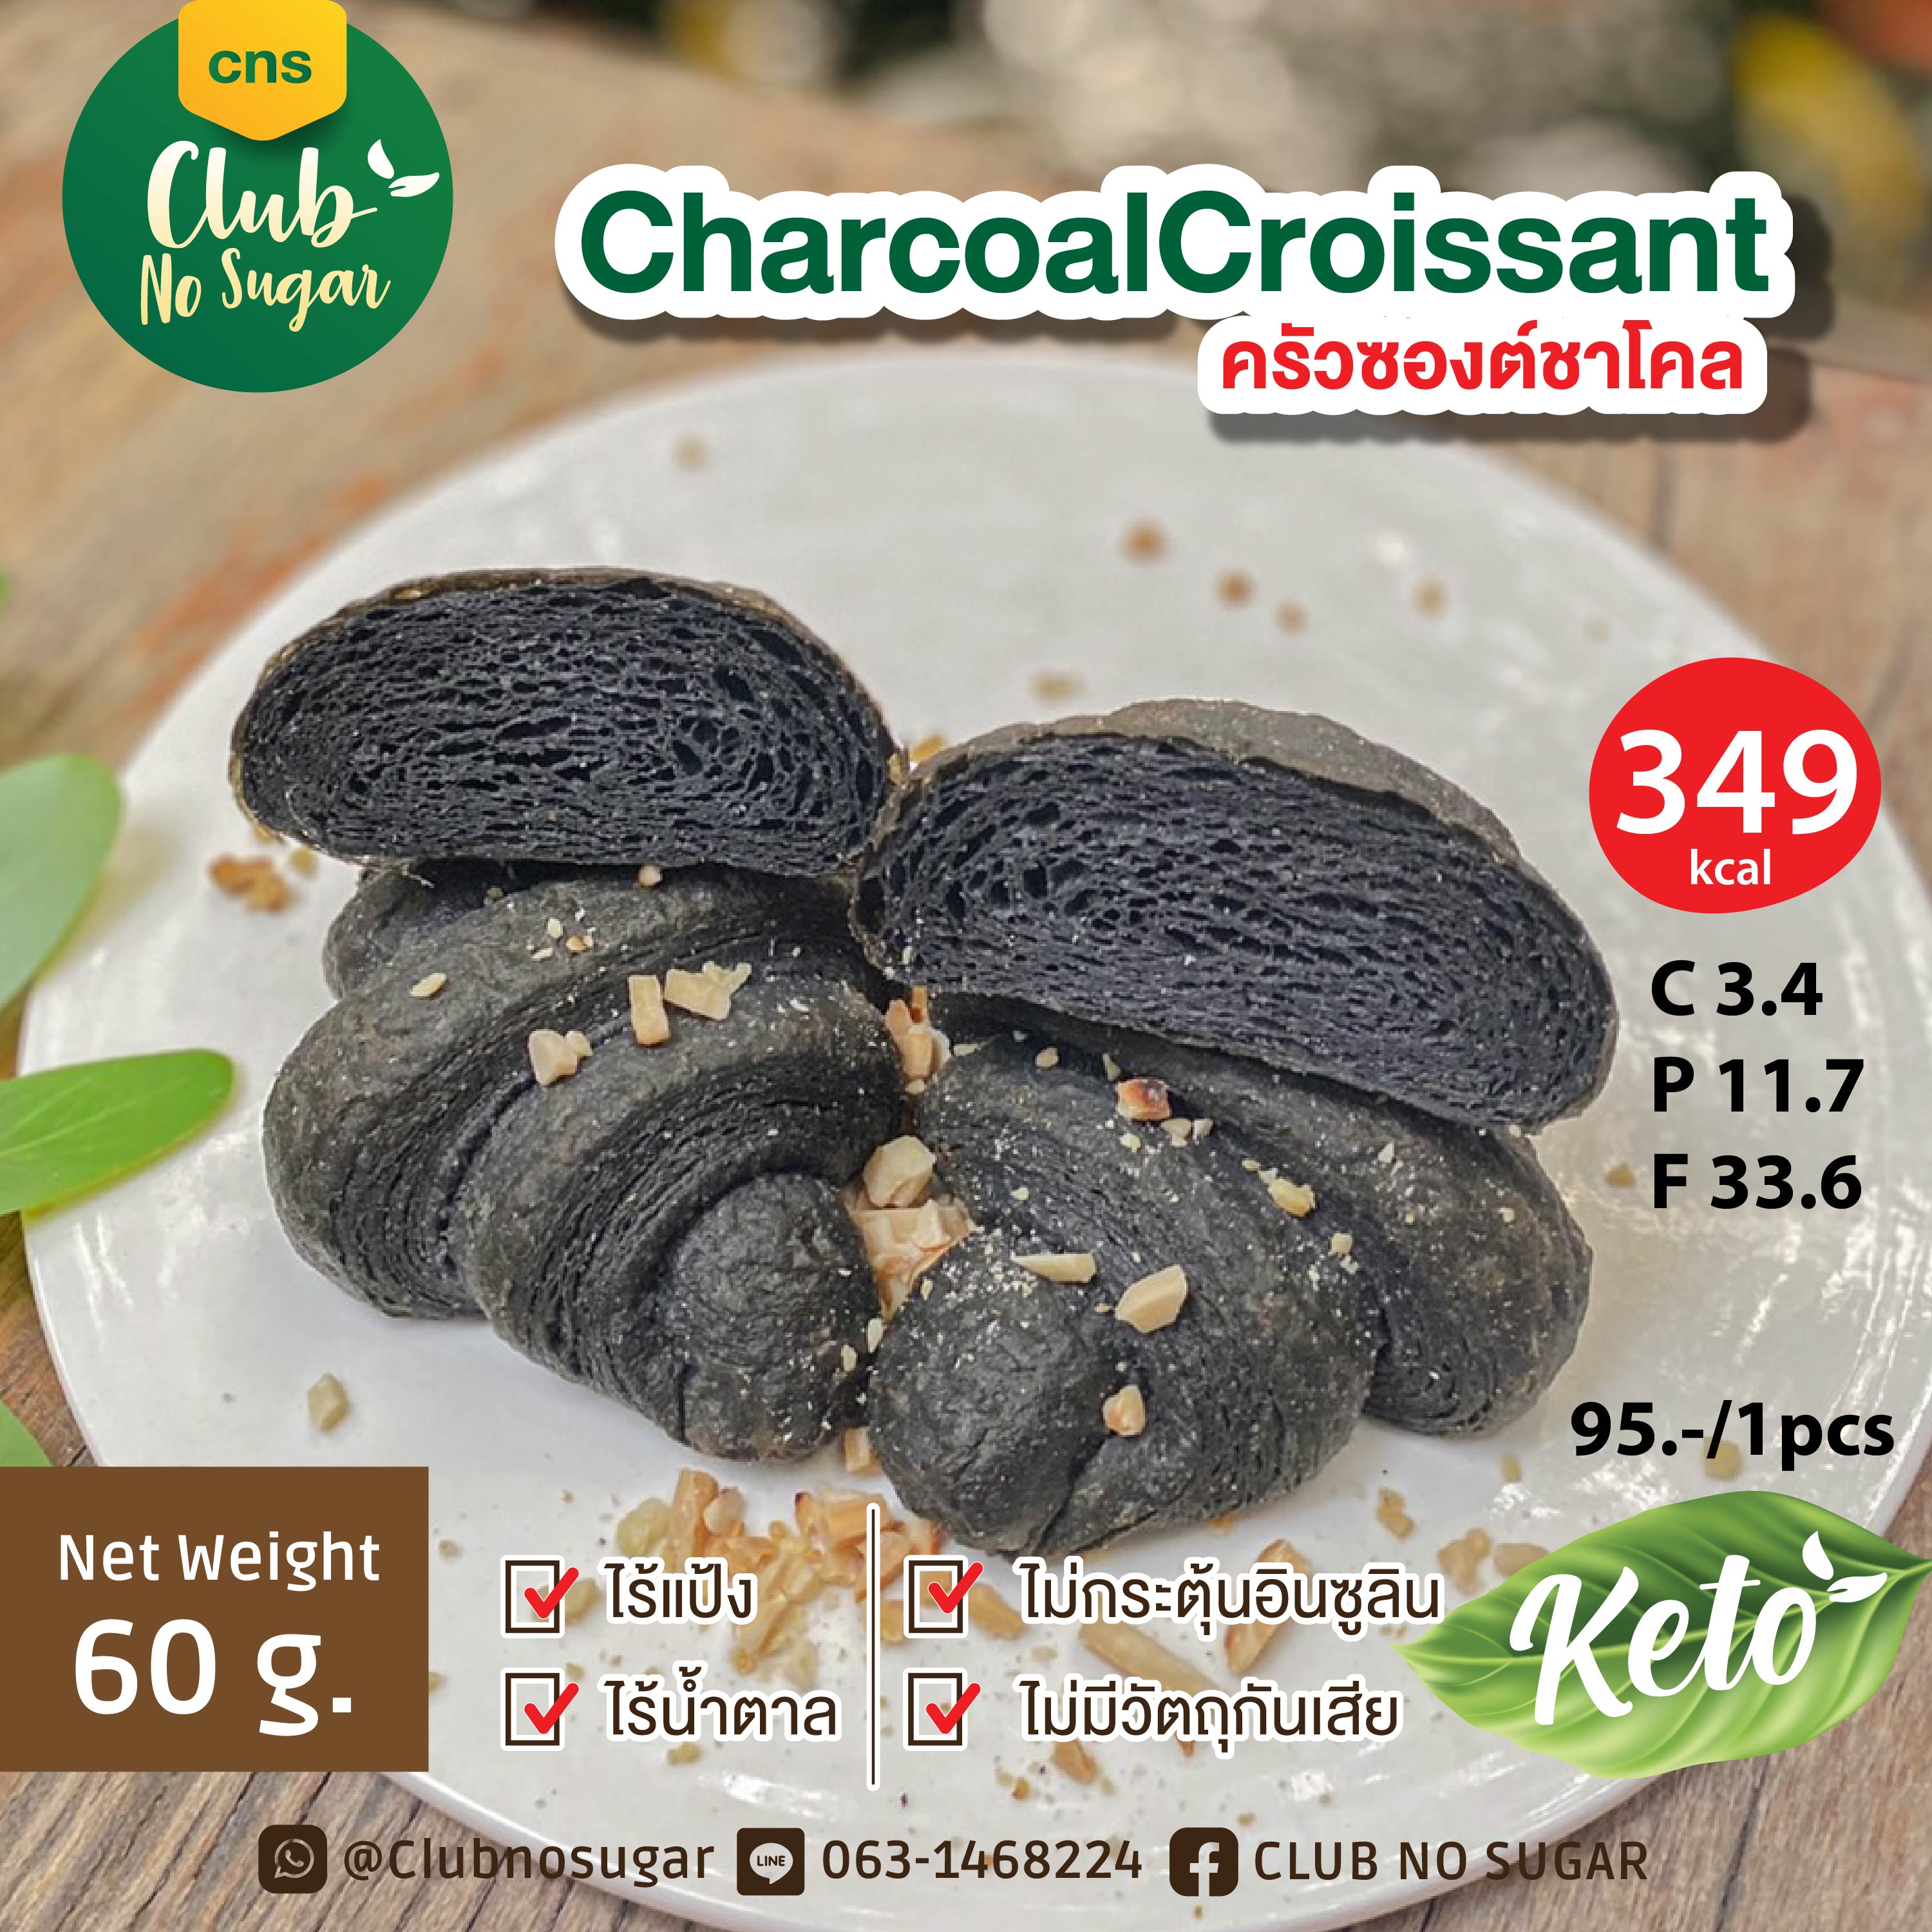 cns
Club
No Sugar
CharcoalCroissant
ครัวซองต์ชาโคล
349
kcal
C 3.4
P 11.7
F 33.6
95.-/1pcs
Net Weight
60 g.
ไร้แป้ง
ไร้น้ำตาล
ไม่กระตุ้นอินซูลิน
ไม่มีวัตถุกันเสีย
Keto
@Clubnosugar LINE 063-1468224 f CLUB NO SUGAR